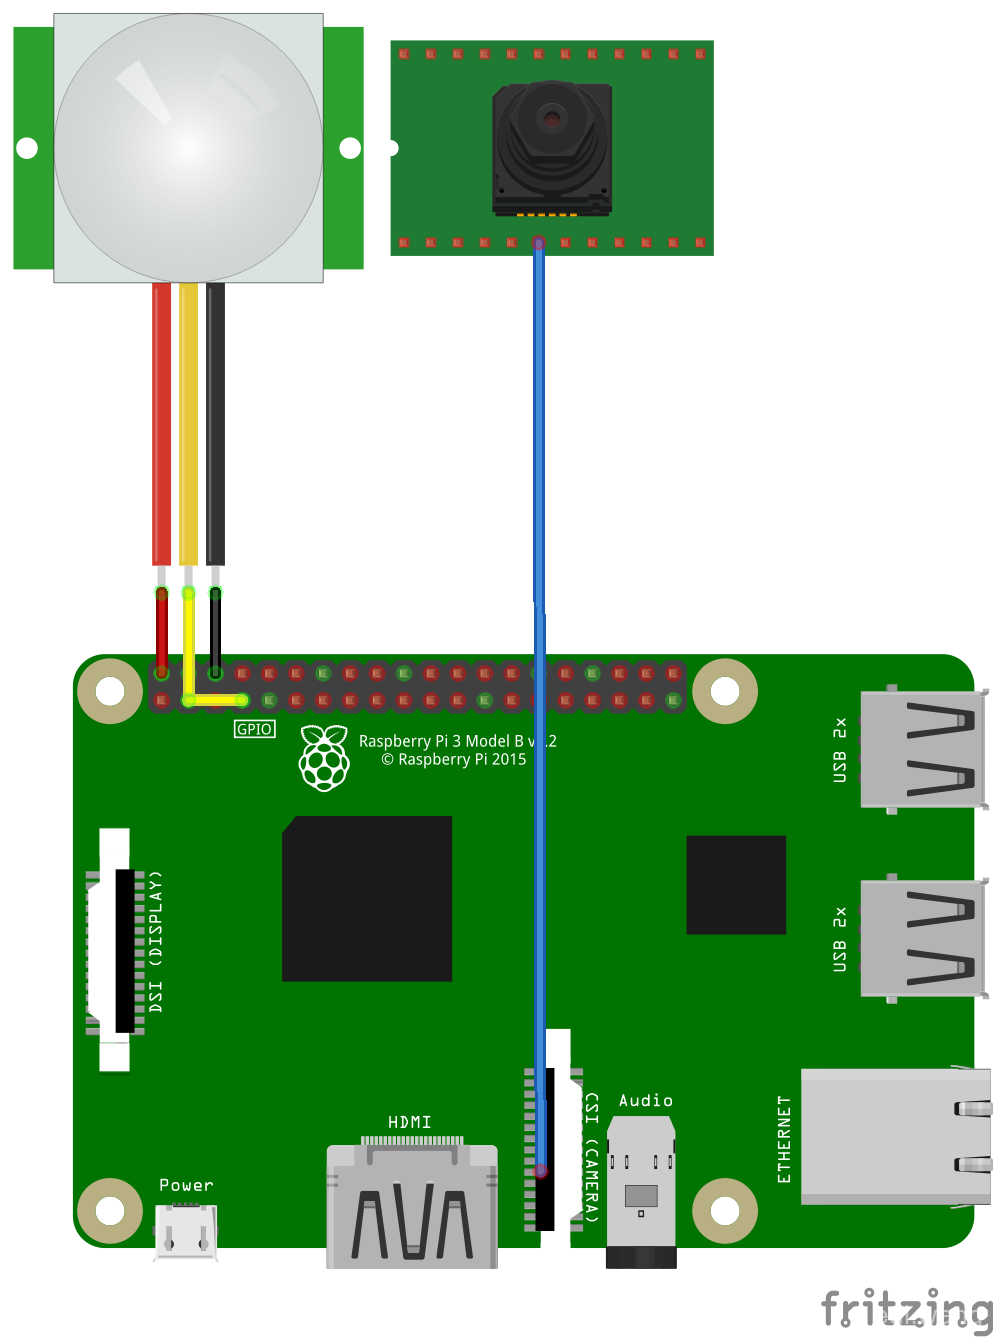 GPIO
Raspberry Pi 3 Model B v1.2
© Raspberry Pi 2015
USB 2x
DSI (DISPLAY)
USB 2x
CSI (CAMERA)
Audio
ETHERNET
HDMI
Power
fritzing